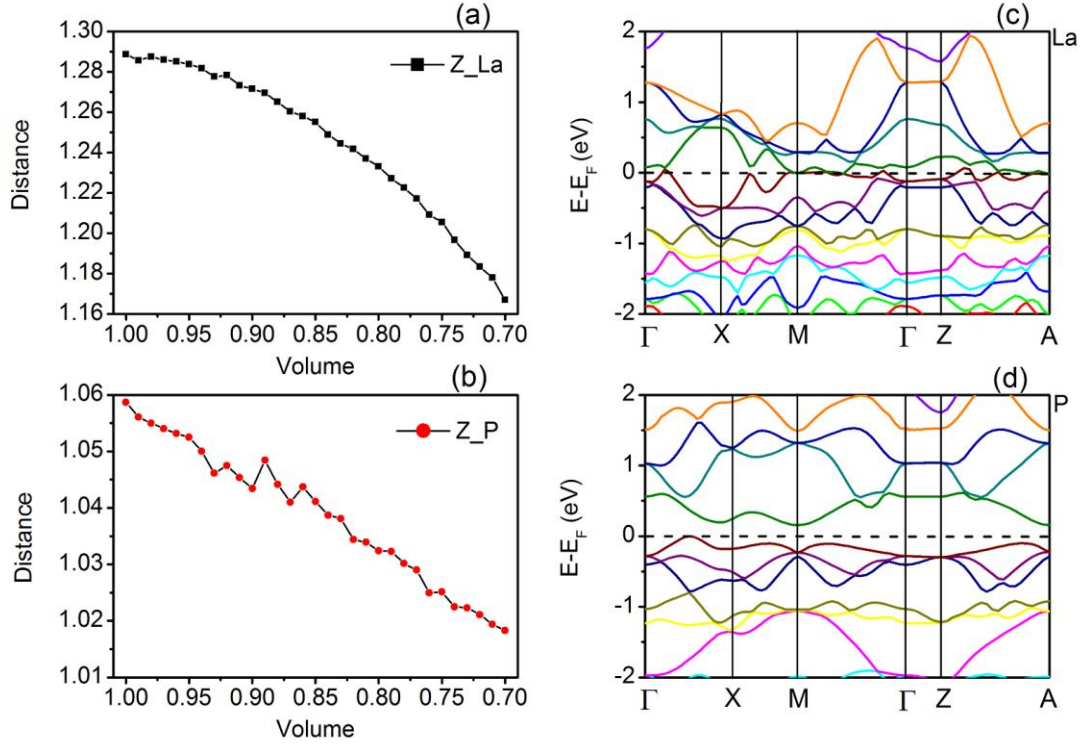 (a)
1.30
1.28
1.26
1.24
1.22
1.20
1.18
1.16
Distance
Z_La
1.00 0.95 0.90 0.85 0.80 0.75 0.70
Volume
(b)
1.06
1.05
1.04
1.03
1.02
1.01
Distance
Z_P
1.00 0.95 0.90 0.85 0.80 0.75 0.70
Volume
(c)
La
2
1
0
-1
-2
E-E_F (eV)
Γ X M Γ Z A
(d)
P
2
1
0
-1
-2
E-E_F (eV)
Γ X M Γ Z A